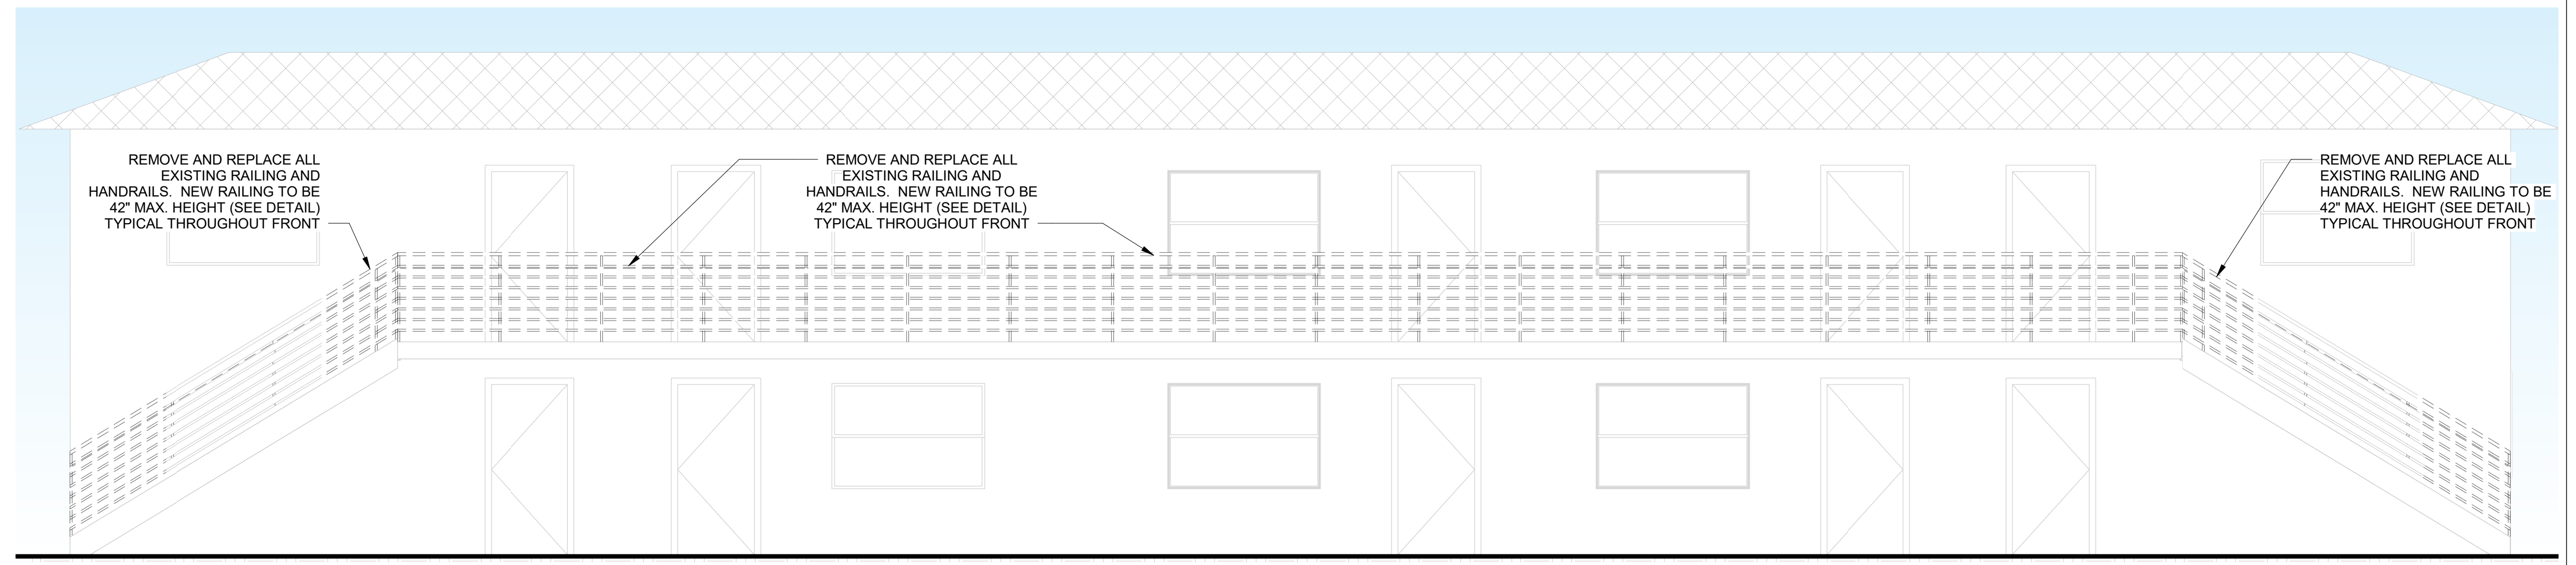 REMOVE AND REPLACE ALL
EXISTING RAILING AND
HANDRAILS.  NEW RAILING TO BE
42" MAX. HEIGHT (SEE DETAIL)
TYPICAL THROUGHOUT FRONT
REMOVE AND REPLACE ALL
EXISTING RAILING AND
HANDRAILS.  NEW RAILING TO BE
42" MAX. HEIGHT (SEE DETAIL)
TYPICAL THROUGHOUT FRONT
REMOVE AND REPLACE ALL
EXISTING RAILING AND
HANDRAILS.  NEW RAILING TO BE
42" MAX. HEIGHT (SEE DETAIL)
TYPICAL THROUGHOUT FRONT